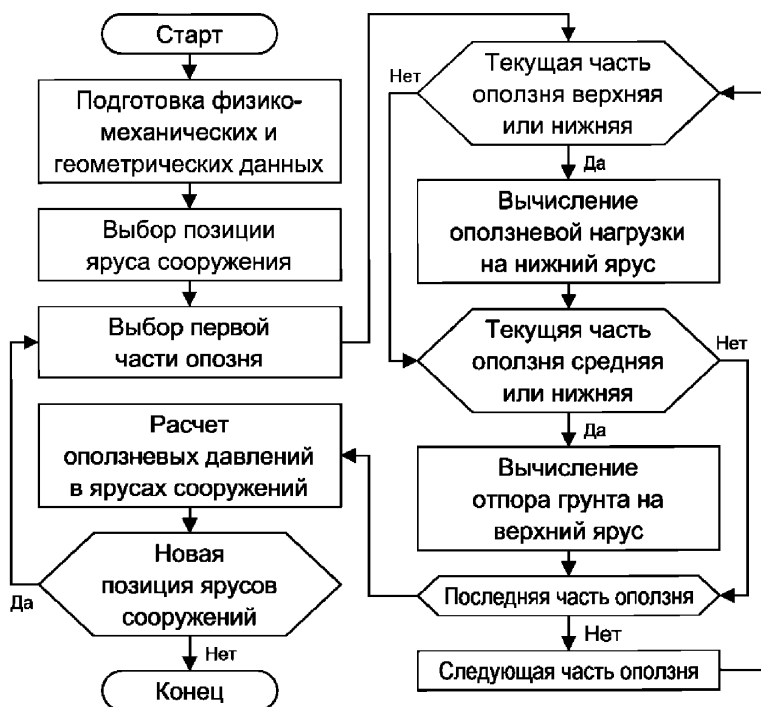 Старт
Подготовка физико-
механических и
геометрических данных
Выбор позиции
яруса сооружения
Выбор первой
части опозня
Расчет
оползневых давлений
в ярусах сооружений
Новая
позиция ярусов
сооружений
Да
Нет
Конец
Текущая часть
оползня верхняя
или нижняя
Нет
Да
Вычисление
оползневой нагрузки
на нижний ярус
Текущяя часть
оползня средняя
или нижняя
Нет
Да
Вычисление
отпора грунта на
верхний ярус
Последняя часть оползня
Нет
Следующая часть оползня